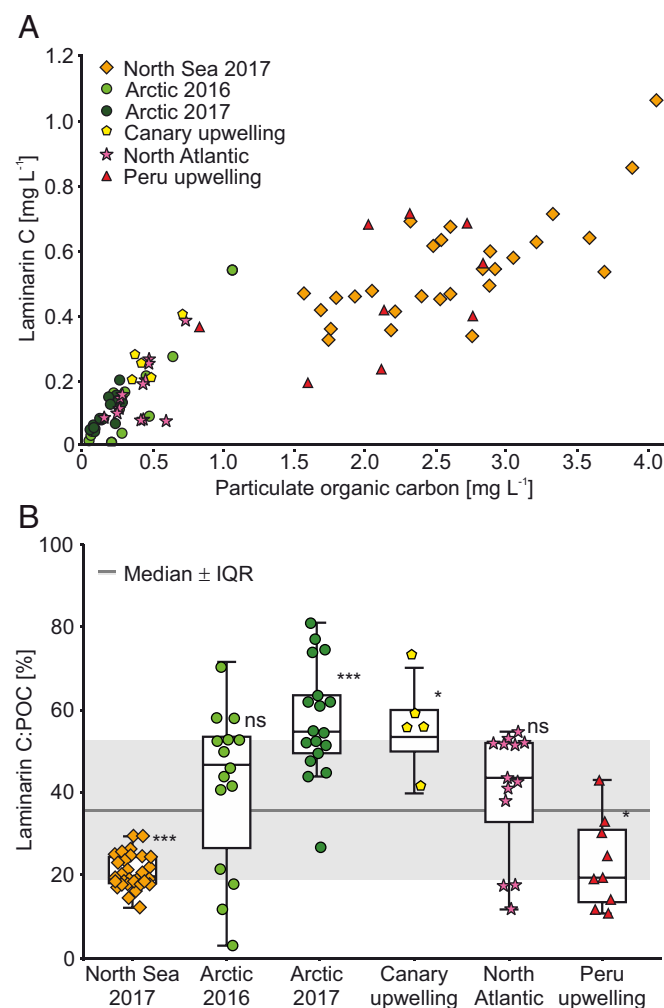 A
1.2
1.0
0.8
0.6
0.4
0.2
0
Laminarin C [mg L⁻¹]
North Sea 2017
Arctic 2016
Arctic 2017
Canary upwelling
North Atlantic
Peru upwelling
0 0.5 1.0 1.5 2.0 2.5 3.0 3.5 4.0
Particulate organic carbon [mg L⁻¹]
B
100
80
60
40
20
0
Laminarin C:POC [%]
Median ± IQR
*** ns *** * ns *
North Sea 2017
Arctic 2016
Arctic 2017
Canary upwelling
North Atlantic
Peru upwelling